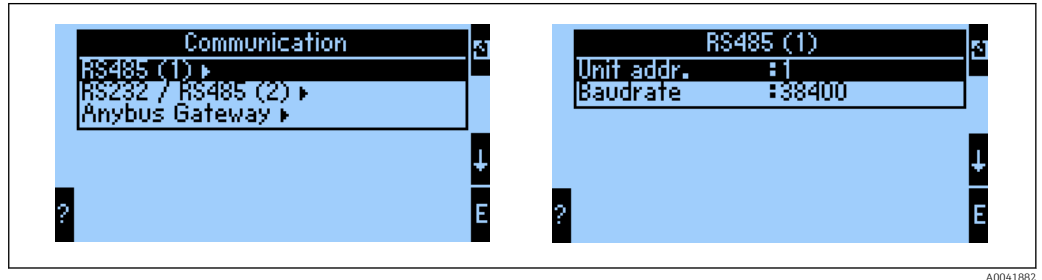 Communication
RS485 (1)
RS232 / RS485 (2)
Anybus Gateway
?
E
RS485 (1)
Unit addr. :1
Baudrate :38400
?
E
A0041882